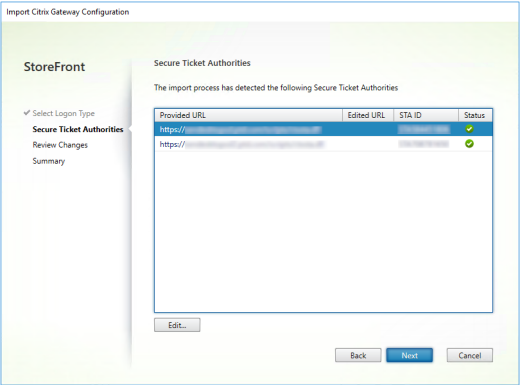 Import Citrix Gateway Configuration
StoreFront
Select Logon Type
Secure Ticket Authorities
Review Changes
Summary
Secure Ticket Authorities
The import process has detected the following Secure Ticket Authorities
Provided URL Edited URL STA ID Status
https://
https://
Edit...
Back Next Cancel